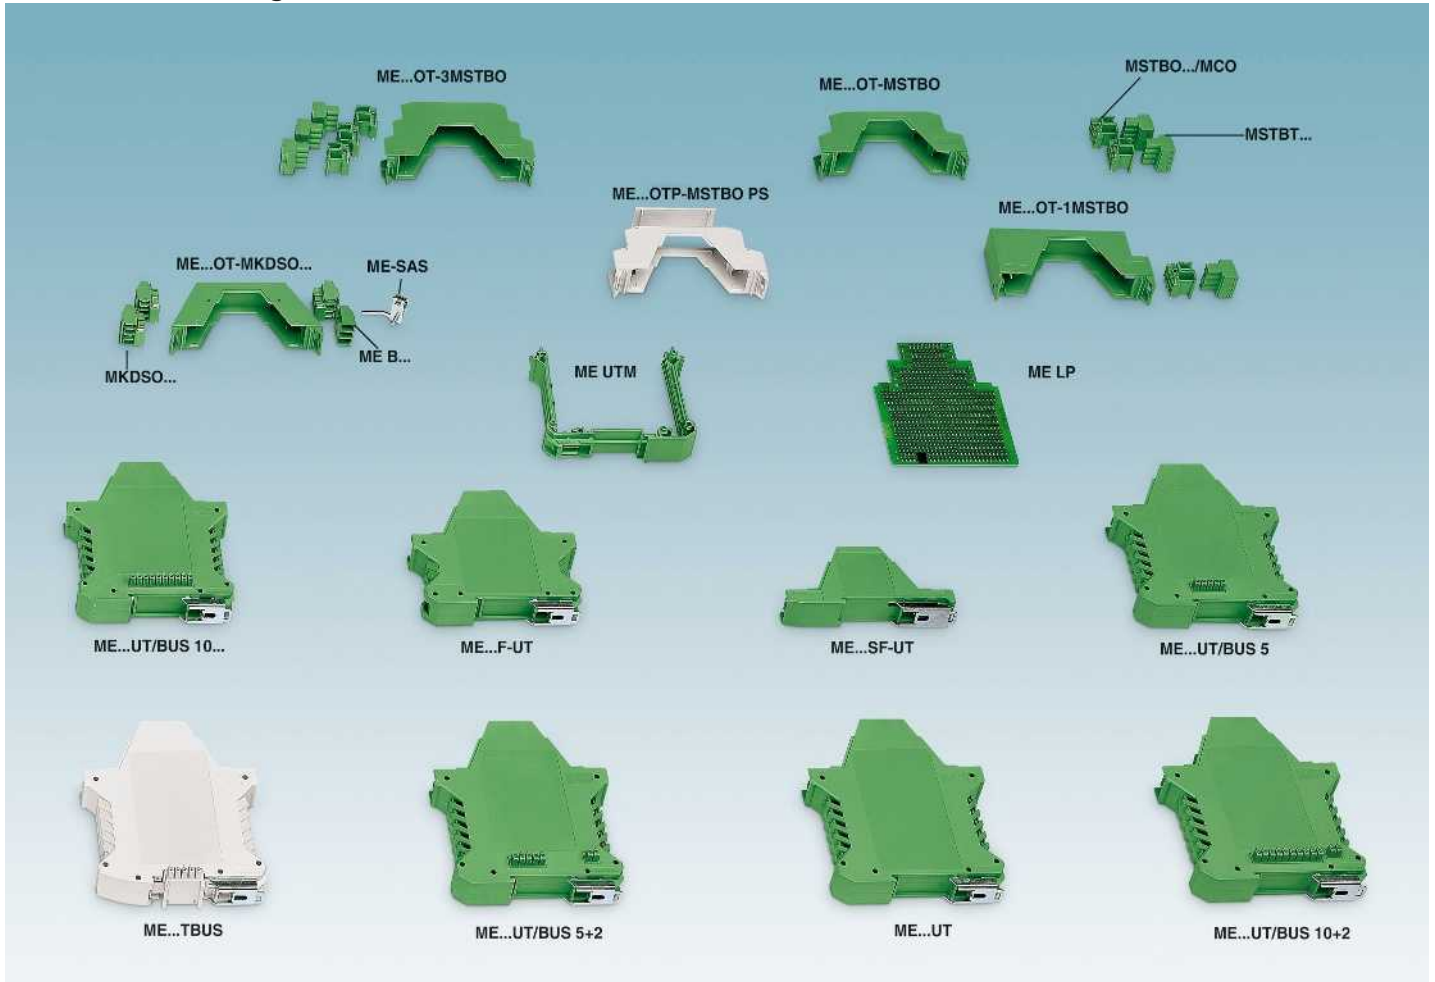 ME...OT-3MSTBO
ME...OT-MSTBO
MSTBO.../MCO
MSTBT...
ME...OTP-MSTBO PS
ME...OT-1MSTBO
ME...OT-MKDSO...
ME-SAS
ME B...
MKDSO...
ME UTM
ME LP
ME...UT/BUS 10...
ME...F-UT
ME...SF-UT
ME...UT/BUS 5
ME...TBUS
ME...UT/BUS 5+2
ME...UT
ME...UT/BUS 10+2